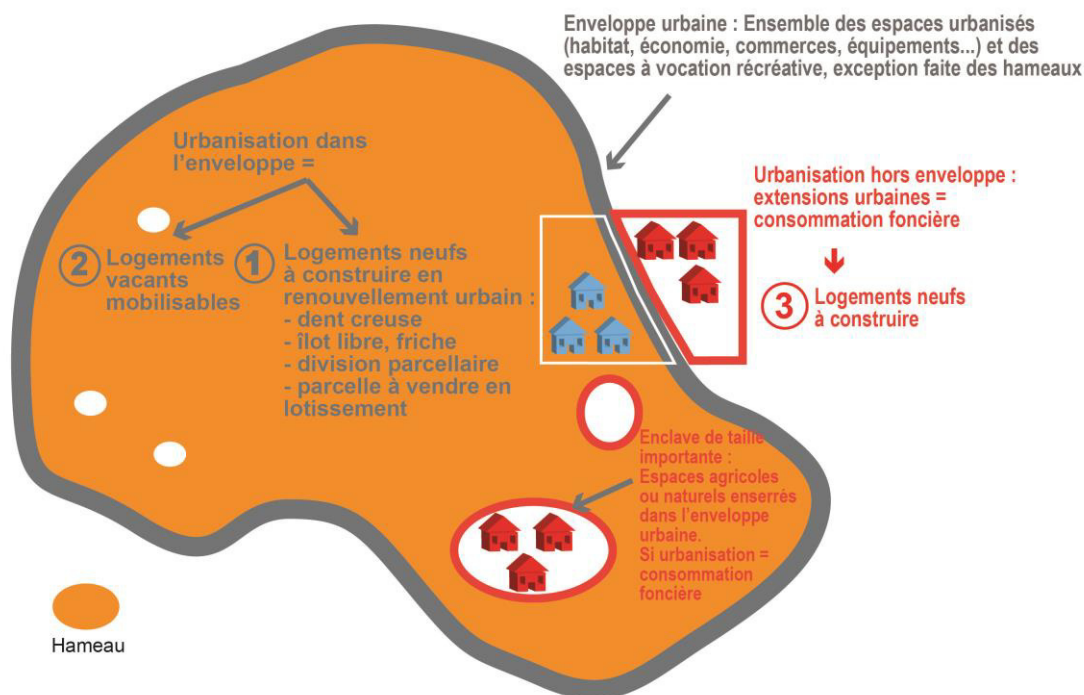 Enveloppe urbaine : Ensemble des espaces urbanisés
(habitat, économie, commerces, équipements...) et des
espaces à vocation récréative, exception faite des hameaux
Urbanisation dans
l'enveloppe =
2
Logements
vacants
mobilisables
1
Logements neufs
à construire en
renouvellement urbain :
- dent creuse
- îlot libre, friche
- division parcellaire
- parcelle à vendre en
lotissement
Urbanisation hors enveloppe :
extensions urbaines =
consommation foncière
3
Logements neufs
à construire
Enclave de taille
importante :
Espaces agricoles
ou naturels enserrés
dans l'enveloppe
urbaine.
Si urbanisation =
consommation
foncière
Hameau